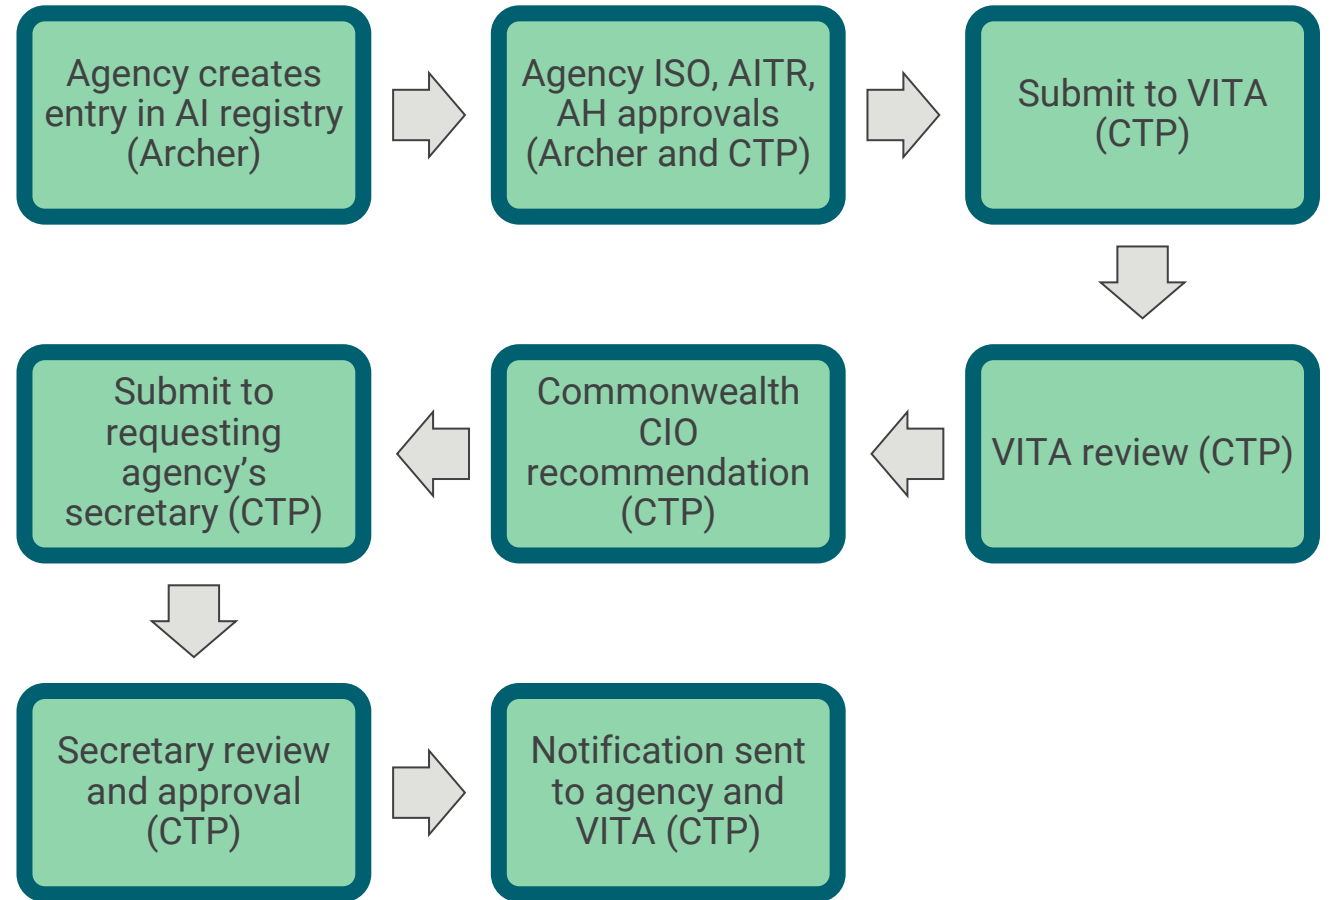 Agency creates
entry in AI registry
(Archer)
Agency ISO, AITR,
AH approvals
(Archer and CTP)
Submit to VITA
(CTP)
VITA review (CTP)
Commonwealth
CIO
recommendation
(CTP)
Submit to
requesting
agency’s
secretary (CTP)
Secretary review
and approval
(CTP)
Notification sent
to agency and
VITA (CTP)